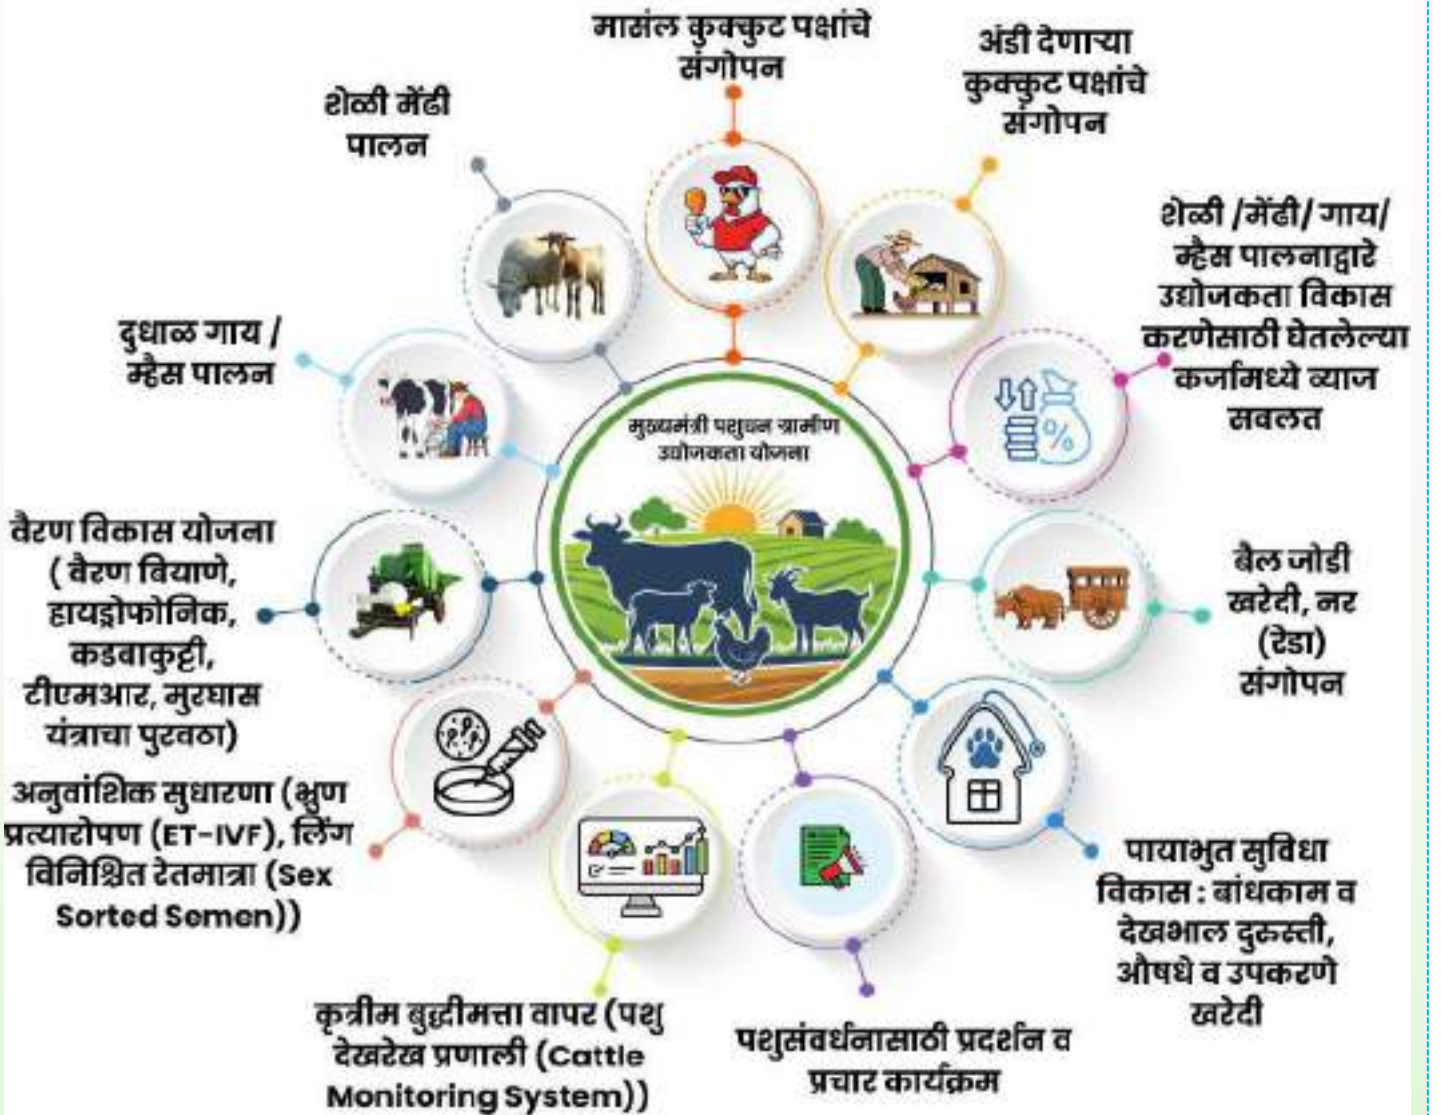 मासंल कुक्कुट पक्षांचे
संगोपन
अंडी देणाऱ्या
कुक्कुट पक्षांचे
संगोपन
शेळी /मेंढी/ गाय/
म्हैस पालनाद्वारे
उद्योजकता विकास
करणेसाठी घेतलेल्या
कर्जामध्ये व्याज
सवलत
बैल जोडी
खरेदी, नर
(रेडा)
संगोपन
पायाभुत सुविधा
विकास : बांधकाम व
देखभाल दुरुस्ती,
औषधे व उपकरणे
खरेदी
पशुसंवर्धनासाठी प्रदर्शन व
प्रचार कार्यक्रम
कृत्रीम बुद्धीमत्ता वापर (पशु
देखरेख प्रणाली (Cattle
Monitoring System))
अनुवांशिक सुधारणा (भ्रुण
प्रत्यारोपण (ET-IVF), लिंग
विनिश्चित रेतमात्रा (Sex
Sorted Semen))
वैरण विकास योजना
( वैरण बियाणे,
हायड्रोफोनिक,
कडबाकुट्टी,
टीएमआर, मुरघास
यंत्राचा पुरवठा)
दुधाळ गाय /
म्हैस पालन
शेळी मेंढी
पालन
मुख्यमंत्री पशुधन ग्रामीण
उद्योजकता योजना
%